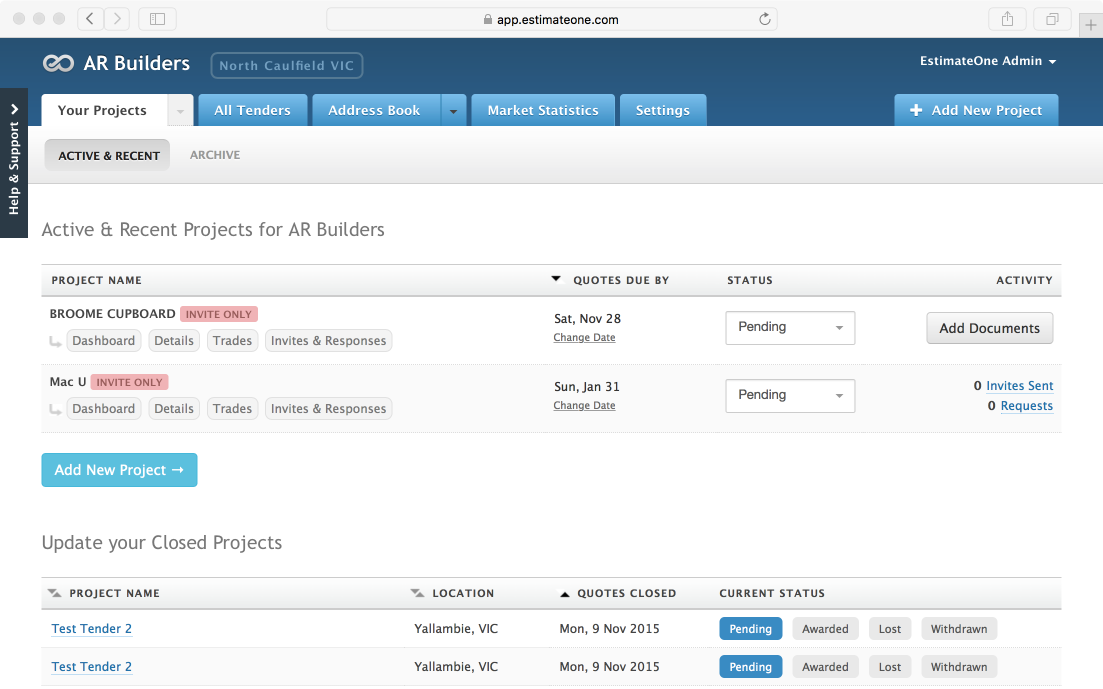 app.estimateone.com
AR Builders North Caulfield VIC EstimateOne Admin
Your Projects All Tenders Address Book Market Statistics Settings + Add New Project
Help & Support
ACTIVE & RECENT ARCHIVE
Active & Recent Projects for AR Builders
PROJECT NAME QUOTES DUE BY STATUS ACTIVITY
BROOME CUPBOARD INVITE ONLY
Sat, Nov 28 Pending Add Documents
Dashboard Details Trades Invites & Responses
Change Date
Mac U INVITE ONLY
Sun, Jan 31 Pending 0 Invites Sent
Dashboard Details Trades Invites & Responses
Change Date 0 Requests
Add New Project →
Update your Closed Projects
PROJECT NAME LOCATION QUOTES CLOSED CURRENT STATUS
Test Tender 2 Yallambie, VIC Mon, 9 Nov 2015 Pending Awarded Lost Withdrawn
Test Tender 2 Yallambie, VIC Mon, 9 Nov 2015 Pending Awarded Lost Withdrawn